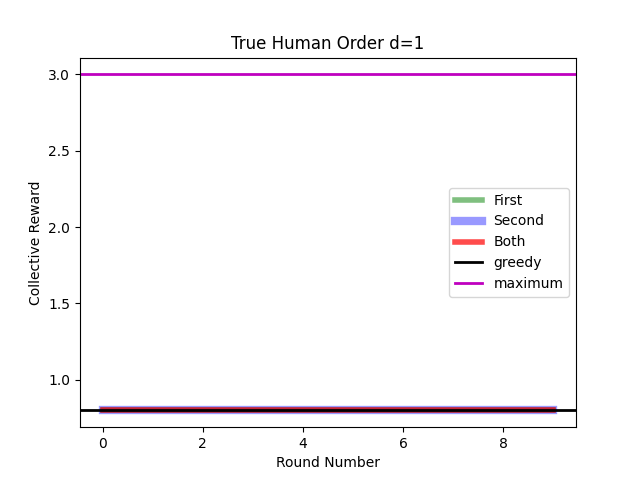 True Human Order d=1
Collective Reward
3.0
2.5
2.0
1.5
1.0
First
Second
Both
greedy
maximum
0 2 4 6 8
Round Number